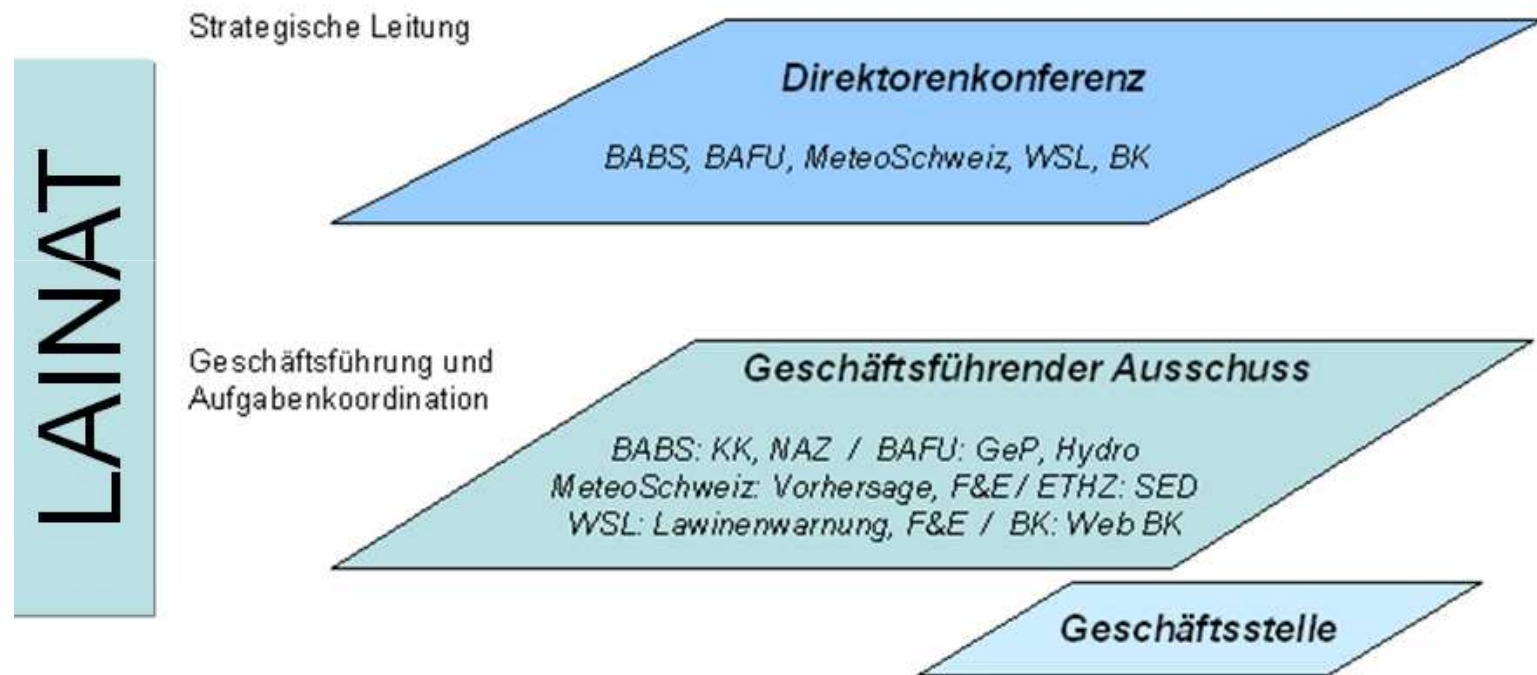 LAINAT
Strategische Leitung
Direktorenkonferenz
BABS, BAFU, MeteoSchweiz, WSL, BK
Geschäftsführung und
Aufgabenkoordination
Geschäftsführender Ausschuss
BABS: KK, NAZ / BAFU: GeP, Hydro
MeteoSchweiz: Vorhersage, F&E/ ETHZ: SED
WSL: Lawinenwarnung, F&E / BK: Web BK
Geschäftsstelle